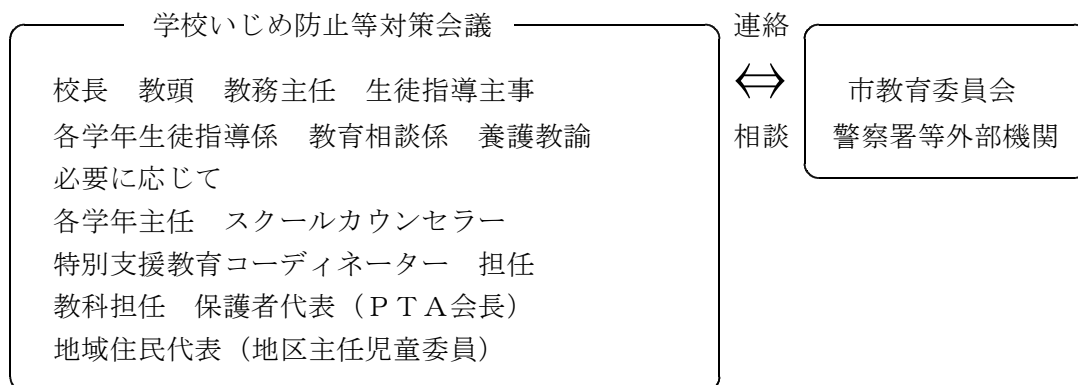 学校いじめ防止等対策会議
校長　教頭　教務主任　生徒指導主事
各学年生徒指導係　教育相談係　養護教諭
必要に応じて
各学年主任　スクールカウンセラー
特別支援教育コーディネーター　担任
教科担任　保護者代表（ＰＴＡ会長）
地域住民代表（地区主任児童委員）
連絡
⇔
相談
市教育委員会
警察署等外部機関